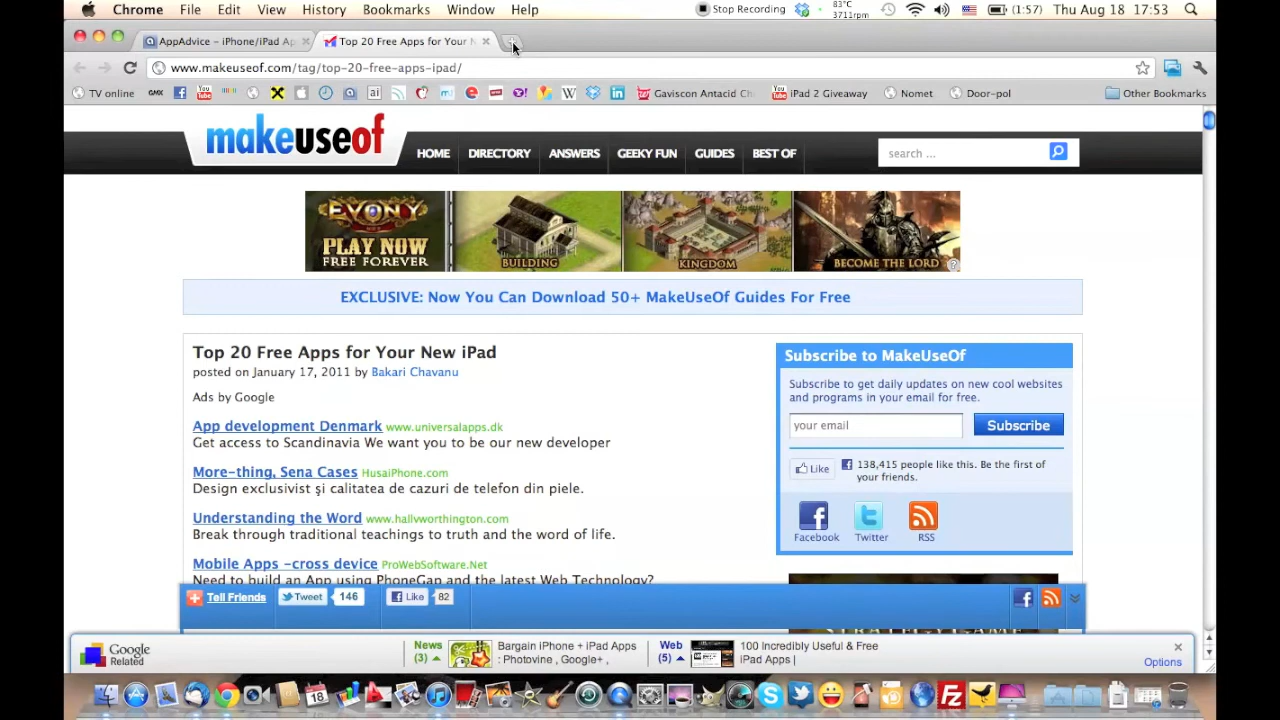 Chrome File Edit View History Bookmarks Window Help Stop Recording 83°C 3711rpm (1:57) Thu Aug 18 17:53
AppAdvice – iPhone/iPad Ap Top 20 Free Apps for Your N
www.makeuseof.com/tag/top-20-free-apps-ipad/
TV online GMX Gaviscon Antacid Ch iPad 2 Giveaway Nomet Door-pol Other Bookmarks
makeuseof
HOME DIRECTORY ANSWERS GEEKY FUN GUIDES BEST OF search ...
EVONY
PLAY NOW
FREE FOREVER
BUILDING KINGDOM BECOME THE LORD
EXCLUSIVE: Now You Can Download 50+ MakeUseOf Guides For Free
Top 20 Free Apps for Your New iPad
posted on January 17, 2011 by Bakari Chavanu
Ads by Google
App development Denmark www.universalapps.dk
Get access to Scandinavia We want you to be our new developer
More-thing, Sena Cases HusaiPhone.com
Design exclusivist şi calitatea de cazuri de telefon din piele.
Understanding the Word www.hallvworthington.com
Break through traditional teachings to truth and the word of life.
Mobile Apps –cross device ProWebSoftware.Net
Need to build an App using PhoneGap and the latest Web Technology?
Subscribe to MakeUseOf
Subscribe to get daily updates on new cool websites
and programs in your email for free.
your email Subscribe
Like 138,415 people like this. Be the first of
your friends.
Facebook Twitter RSS
Tell Friends Tweet 146 Like 82
STRATEGY GAME
Google
Related
News
(3)
Bargain iPhone + iPad Apps
: Photovine , Google+ ,
Web
(5)
100 Incredibly Useful & Free
iPad Apps |
Options